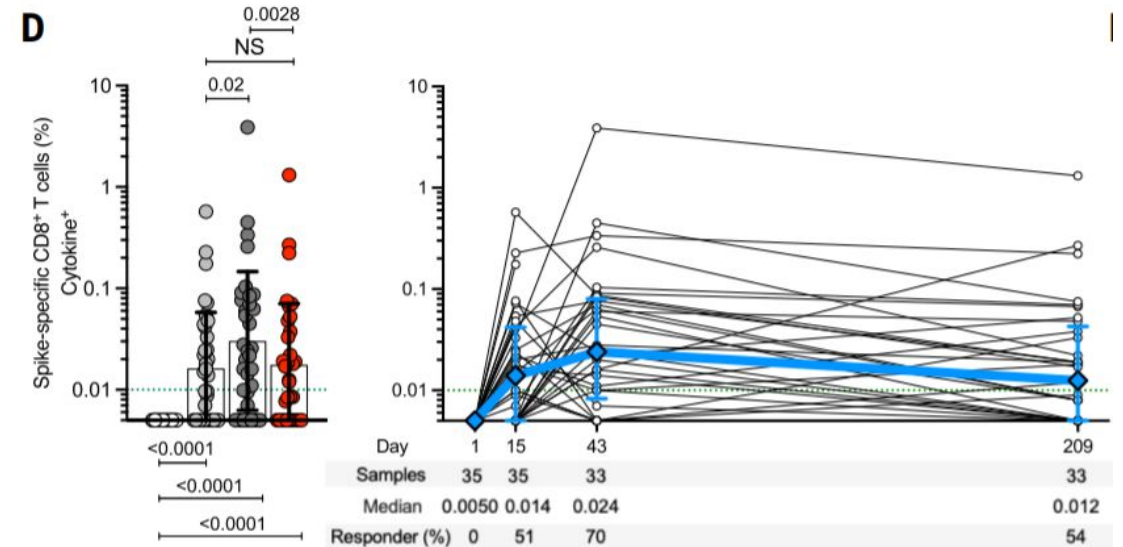 D
0.0028
NS
0.02
10
1
0.1
0.01
Spike-specific CD8+ T cells (%)
Cytokine+
<0.0001
<0.0001
<0.0001
10
1
0.1
0.01
Day 1 15 43 209
Samples 35 35 33 33
Median 0.0050 0.014 0.024 0.012
Responder (%) 0 51 70 54